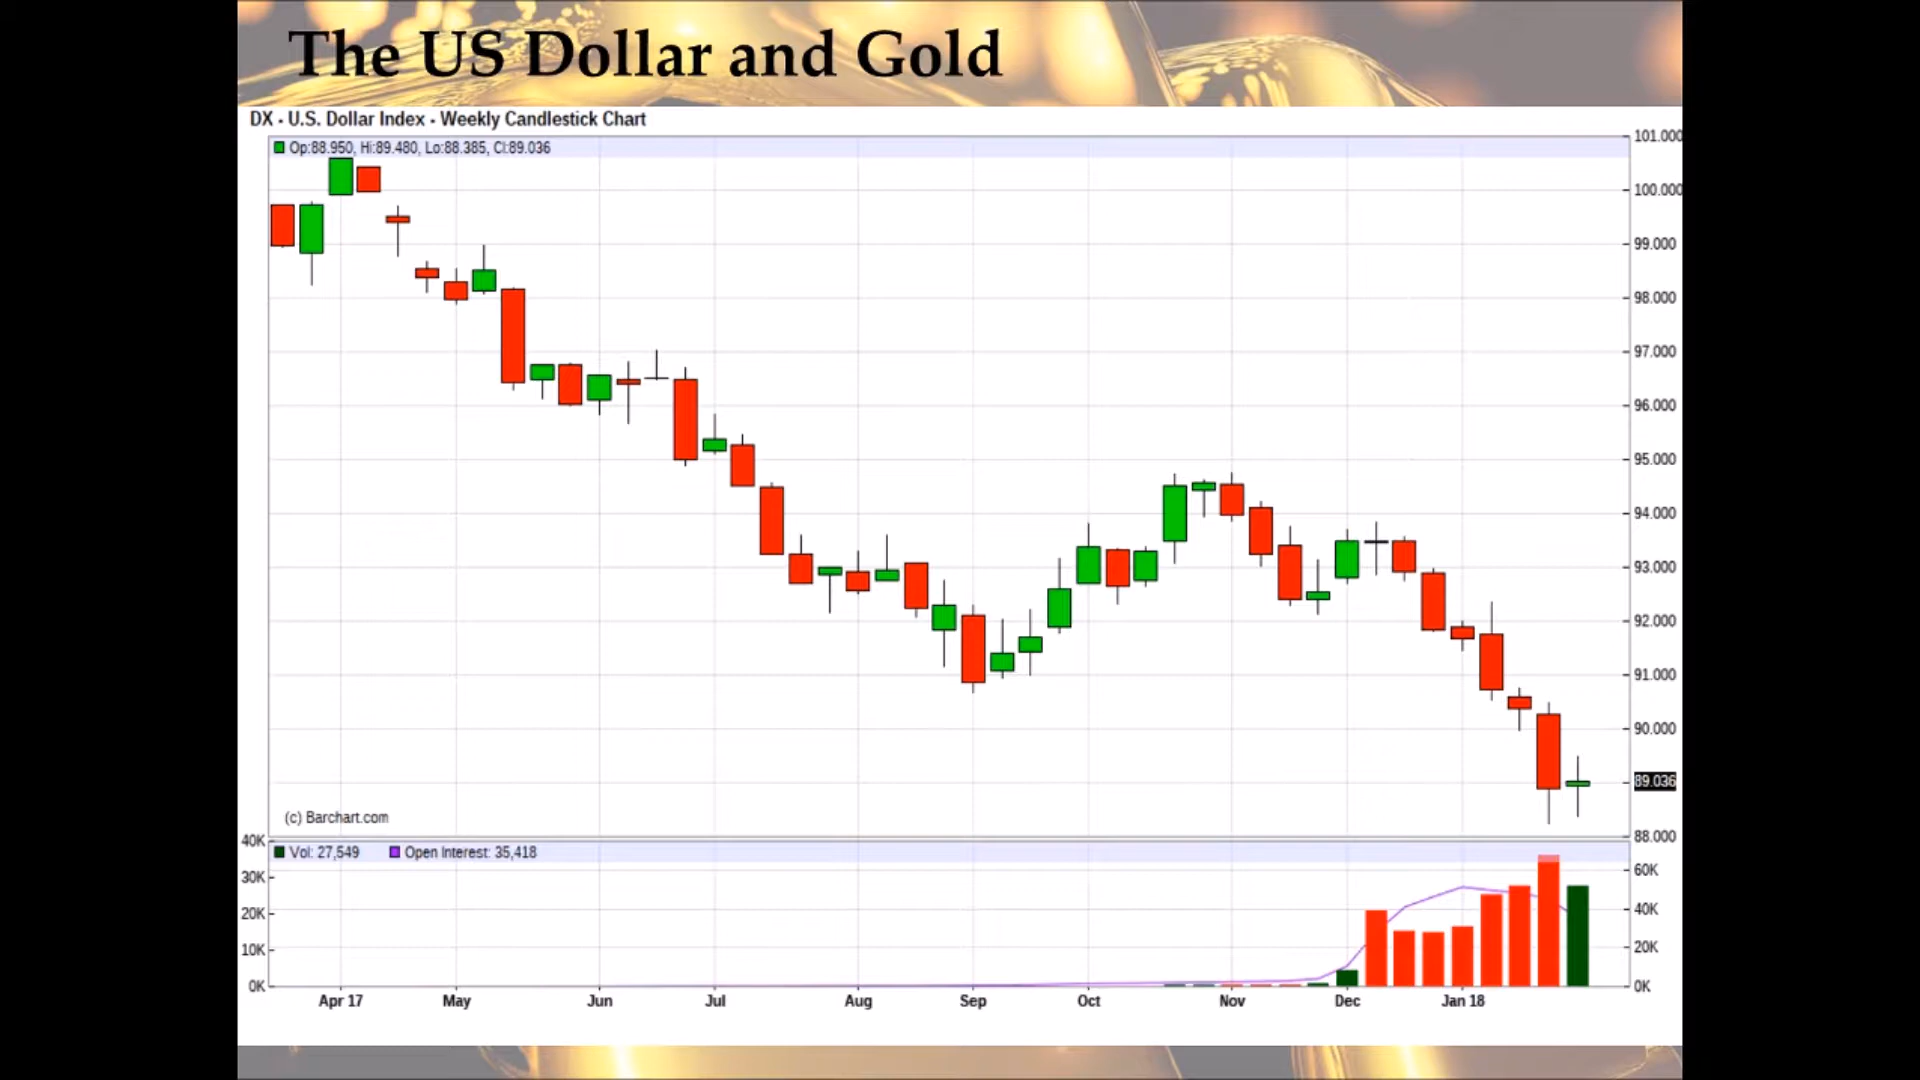 The US Dollar and Gold
DX - U.S. Dollar Index - Weekly Candlestick Chart
Op:88.950, Hi:89.480, Lo:88.385, Cl:89.036
101.000
100.000
99.000
98.000
97.000
96.000
95.000
94.000
93.000
92.000
91.000
90.000
89.036
88.000
(c) Barchart.com
Vol: 27,549 Open Interest: 35,418
40K
30K
20K
10K
0K
60K
40K
20K
0K
Apr 17 May Jun Jul Aug Sep Oct Nov Dec Jan 18